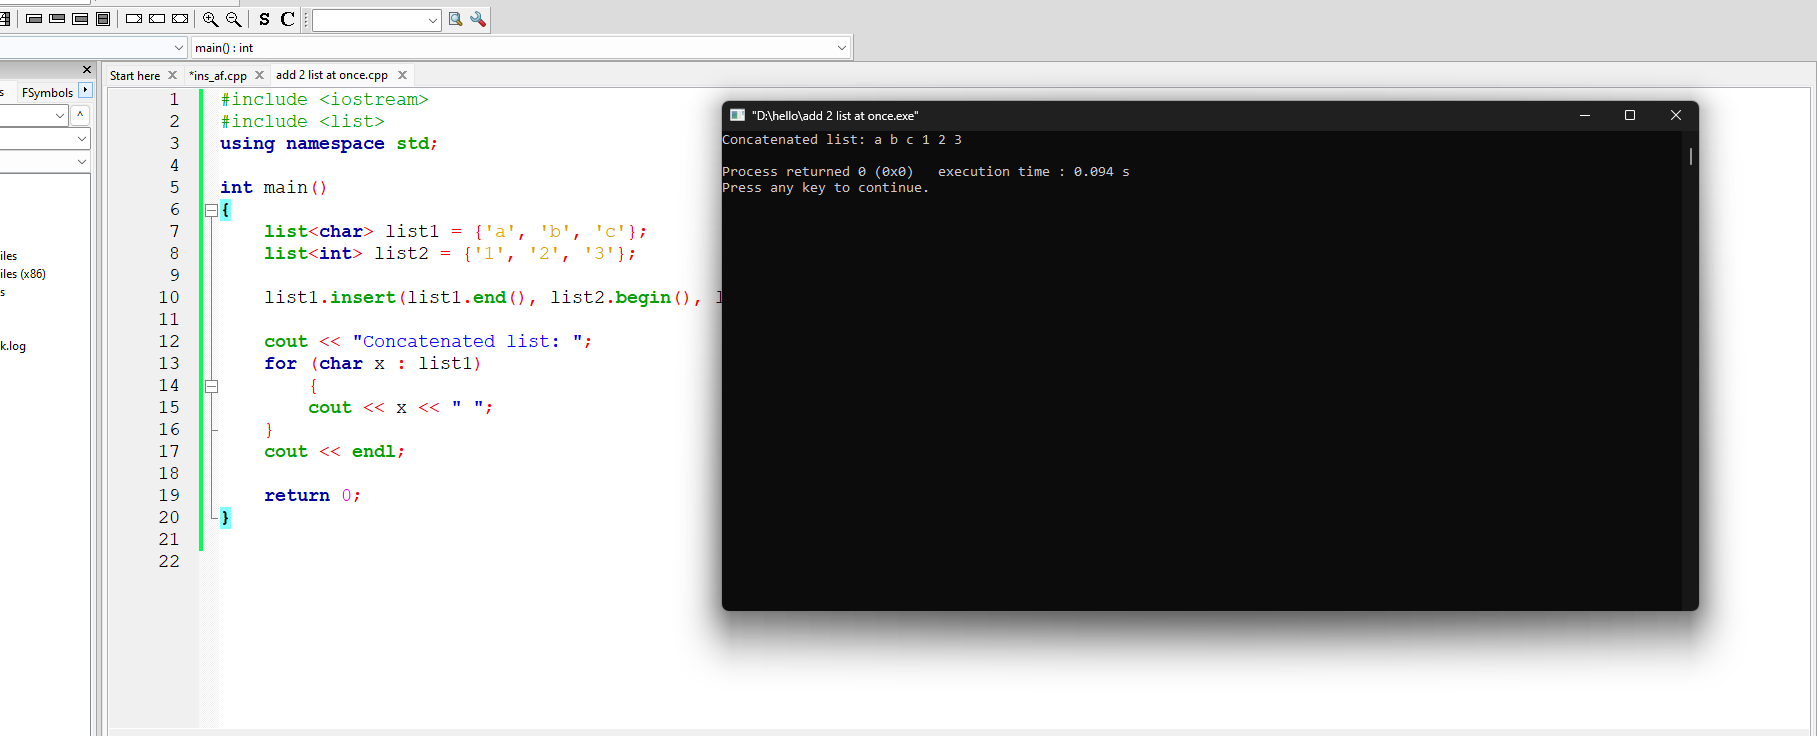 S C
main() : int
s FSymbols
Start here *ins_af.cpp add 2 list at once.cpp
iles
iles (x86)
s
k.log
1 #include <iostream>
2 #include <list>
3 using namespace std;
4
5 int main()
6 {
7 list<char> list1 = {'a', 'b', 'c'};
8 list<int> list2 = {'1', '2', '3'};
9
10 list1.insert(list1.end(), list2.begin(), l
11
12 cout << "Concatenated list: ";
13 for (char x : list1)
14 {
15 cout << x << " ";
16 }
17 cout << endl;
18
19 return 0;
20 }
21
22
"D:\hello\add 2 list at once.exe"
Concatenated list: a b c 1 2 3
Process returned 0 (0x0) execution time : 0.094 s
Press any key to continue.